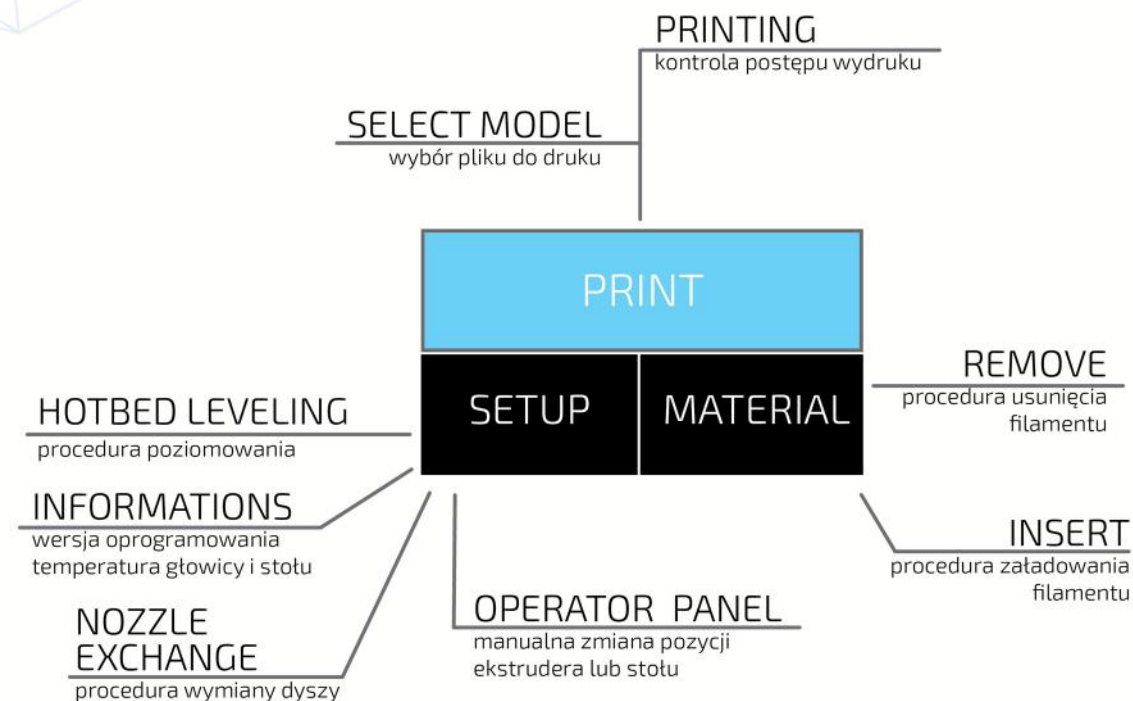 PRINTING
kontrola postępu wydruku
SELECT MODEL
wybór pliku do druku
PRINT
SETUP
MATERIAL
REMOVE
procedura usunięcia
filamentu
HOTBED LEVELING
procedura poziomowania
INFORMATIONS
wersja oprogramowania
temperatura głowicy i stołu
INSERT
procedura załadowania
filamentu
NOZZLE
EXCHANGE
procedura wymiany dyszy
OPERATOR PANEL
manualna zmiana pozycji
ekstrudera lub stołu